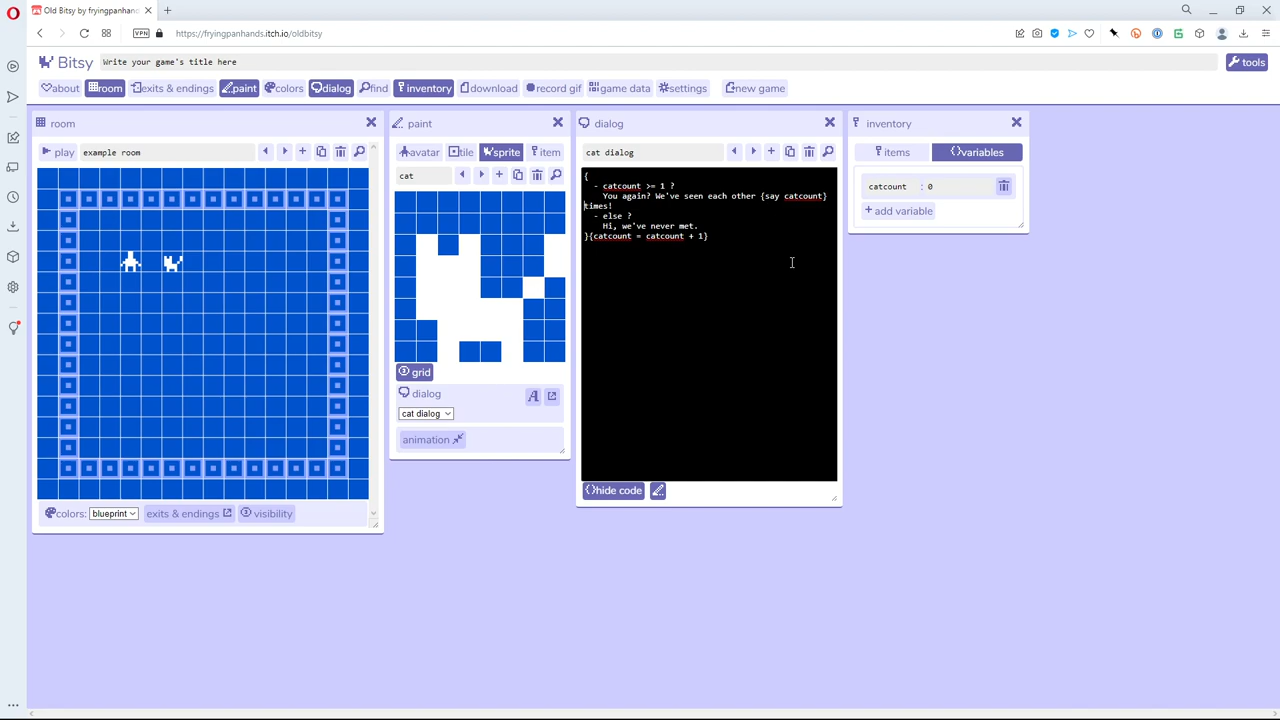 Old Bitsy by fryingpanhands
VPN
https://fryingpanhands.itch.io/oldbitsy
Bitsy
Write your game's title here
tools
about
room
exits & endings
paint
colors
dialog
find
inventory
download
record gif
game data
settings
new game
room
play
example room
colors:
blueprint
exits & endings
visibility
paint
avatar
tile
sprite
item
cat
grid
dialog
cat dialog
animation
dialog
cat dialog
{
- catcount >= 1 ?
You again? We've seen each other {say catcount}
times!
- else ?
Hi, we've never met.
}{catcount = catcount + 1}
hide code
inventory
items
variables
catcount : 0
+ add variable